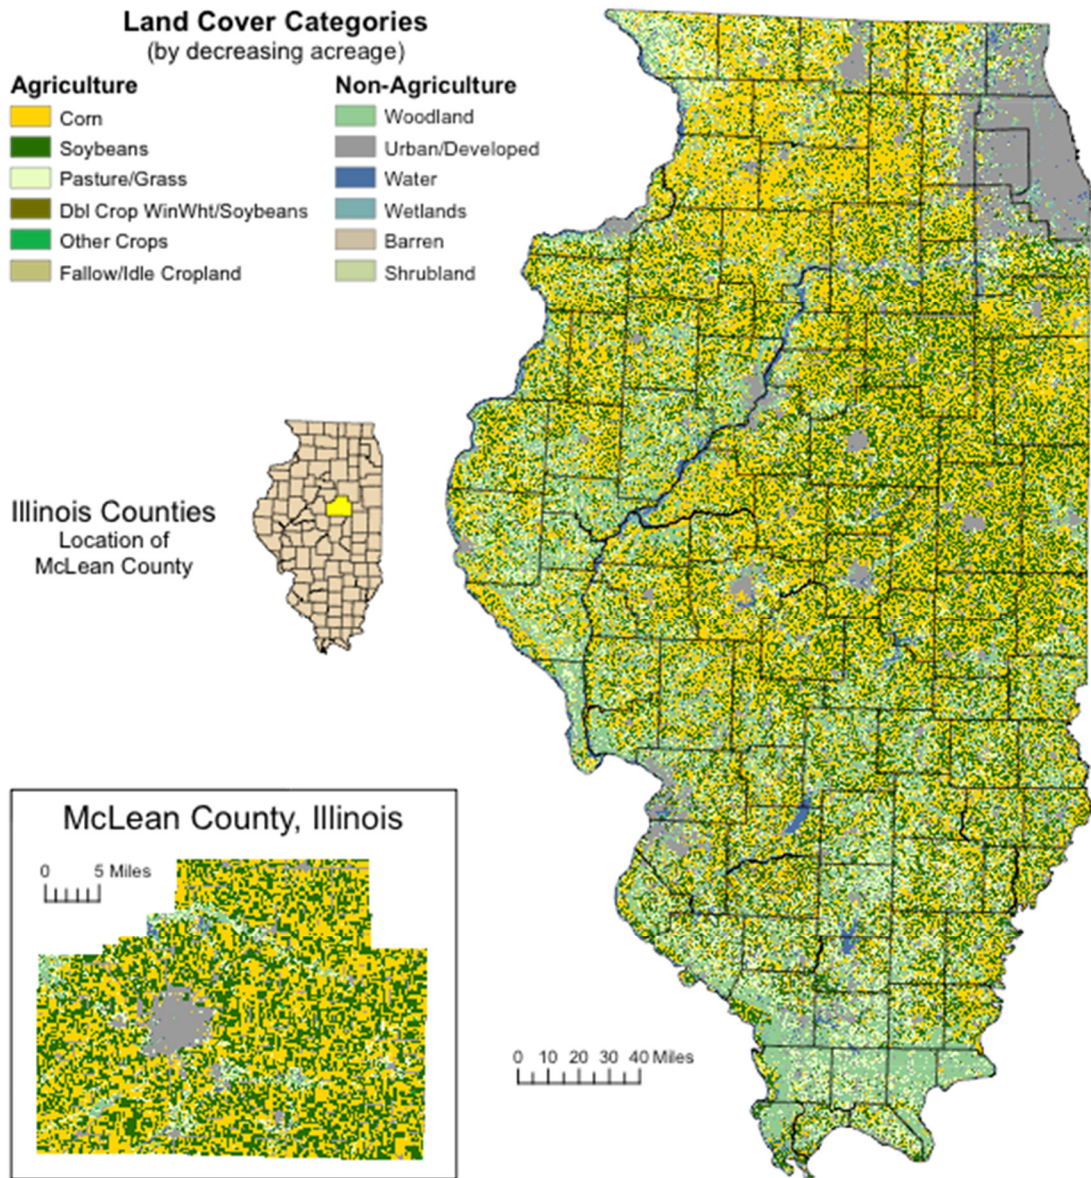 Land Cover Categories
(by decreasing acreage)
Agriculture
Corn
Soybeans
Pasture/Grass
Dbl Crop WinWht/Soybeans
Other Crops
Fallow/Idle Cropland
Non-Agriculture
Woodland
Urban/Developed
Water
Wetlands
Barren
Shrubland
Illinois Counties
Location of
McLean County
McLean County, Illinois
0 5 Miles
0 10 20 30 40 Miles